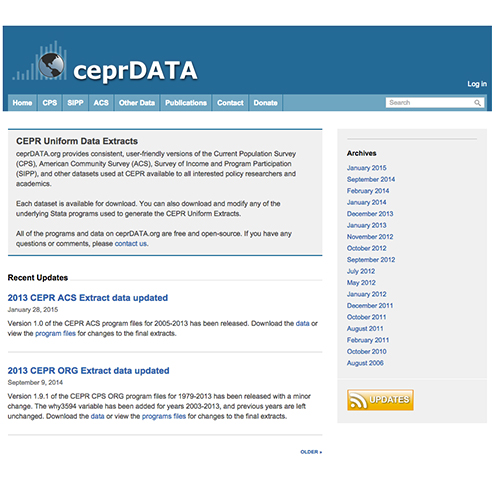 ceprDATA
Log in
Home CPS SIPP ACS Other Data Publications Contact Donate Search
CEPR Uniform Data Extracts
ceprDATA.org provides consistent, user-friendly versions of the Current Population Survey
(CPS), American Community Survey (ACS), Survey of Income and Program Participation
(SIPP), and other datasets used at CEPR available to all interested policy researchers and
academics.
Each dataset is available for download. You can also download and modify any of the
underlying Stata programs used to generate the CEPR Uniform Extracts.
All of the programs and data on ceprDATA.org are free and open-source. If you have any
questions or comments, please contact us.
Recent Updates
2013 CEPR ACS Extract data updated
January 28, 2015
Version 1.0 of the CEPR ACS program files for 2005-2013 has been released. Download the data or
view the program files for changes to the final extracts.
2013 CEPR ORG Extract data updated
September 9, 2014
Version 1.9.1 of the CEPR CPS ORG program files for 1979-2013 has been released with a minor
change. The why3594 variable has been added for years 2003-2013, and previous years are left
unchanged. Download the data or view the programs files for changes to the final extracts.
OLDER »
Archives
January 2015
September 2014
February 2014
January 2014
December 2013
January 2013
November 2012
October 2012
September 2012
July 2012
May 2012
January 2012
December 2011
October 2011
August 2011
February 2011
October 2010
August 2006
UPDATES